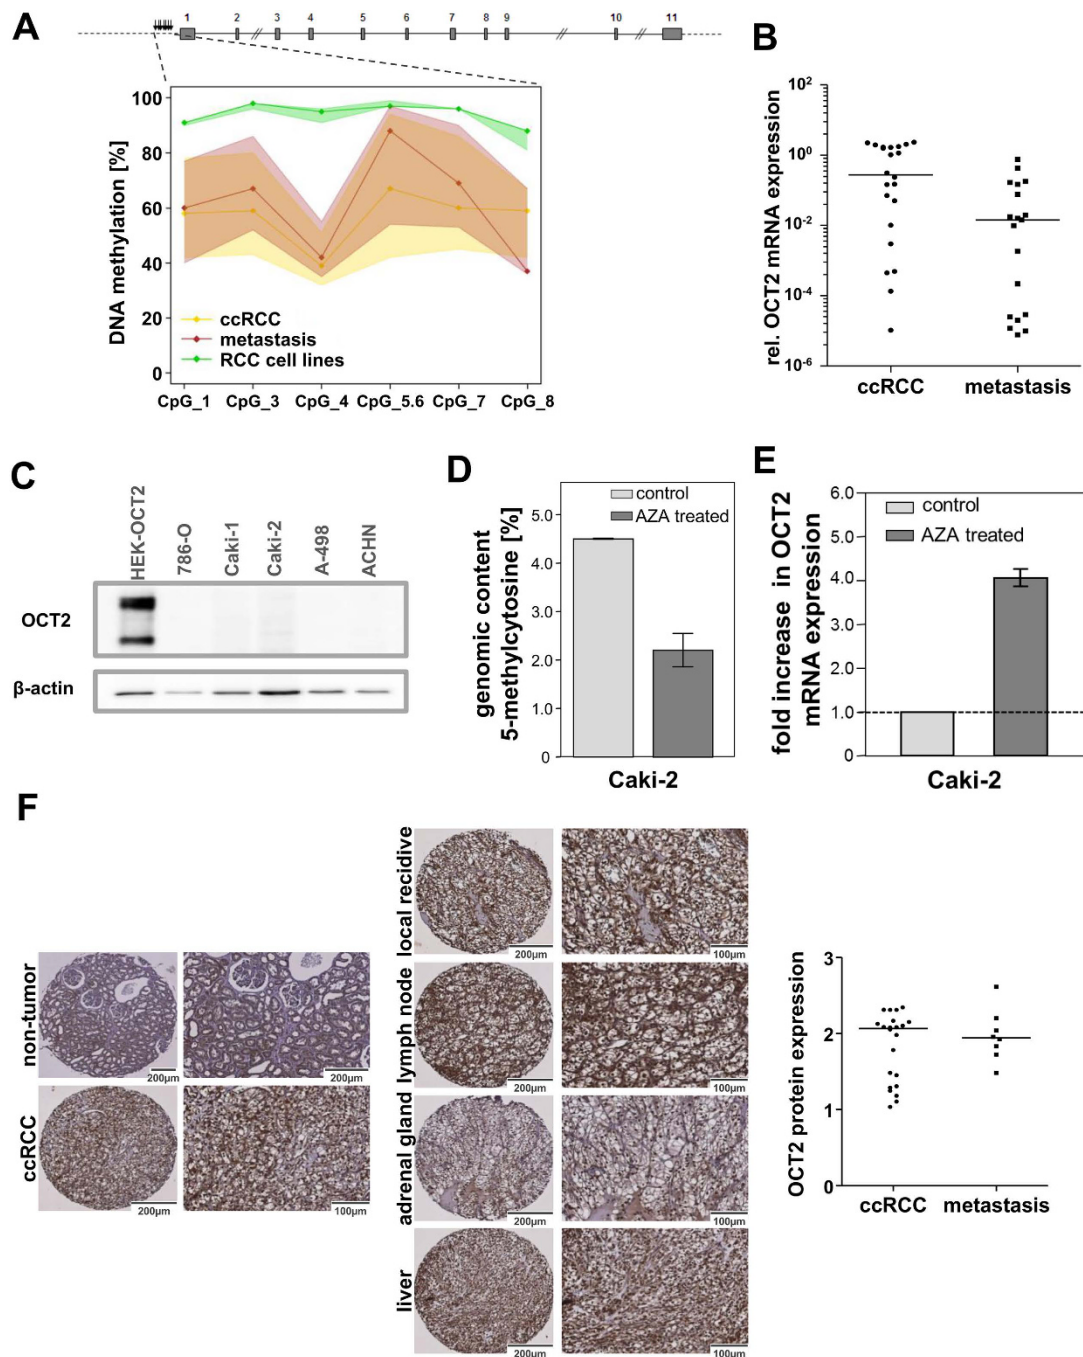 A
1 2 3 4 5 6 7 8 9 10 11
DNA methylation [%]
100
80
60
40
20
0
ccRCC
metastasis
RCC cell lines
CpG_1 CpG_3 CpG_4 CpG_5.6 CpG_7 CpG_8
B
rel. OCT2 mRNA expression
10^2
10^0
10^-2
10^-4
10^-6
ccRCC metastasis
C
HEK-OCT2
786-O
Caki-1
Caki-2
A-498
ACHN
OCT2
β-actin
D
genomic content
5-methylcytosine [%]
control
AZA treated
5.0
4.0
3.0
2.0
1.0
0
Caki-2
E
fold increase in OCT2
mRNA expression
control
AZA treated
6.0
5.0
4.0
3.0
2.0
1.0
0
Caki-2
F
non-tumor
200µm 200µm
ccRCC
200µm 100µm
local recidive
200µm 100µm
lymph node
200µm 100µm
adrenal gland
200µm 100µm
liver
200µm 100µm
OCT2 protein expression
3
2
1
0
ccRCC metastasis